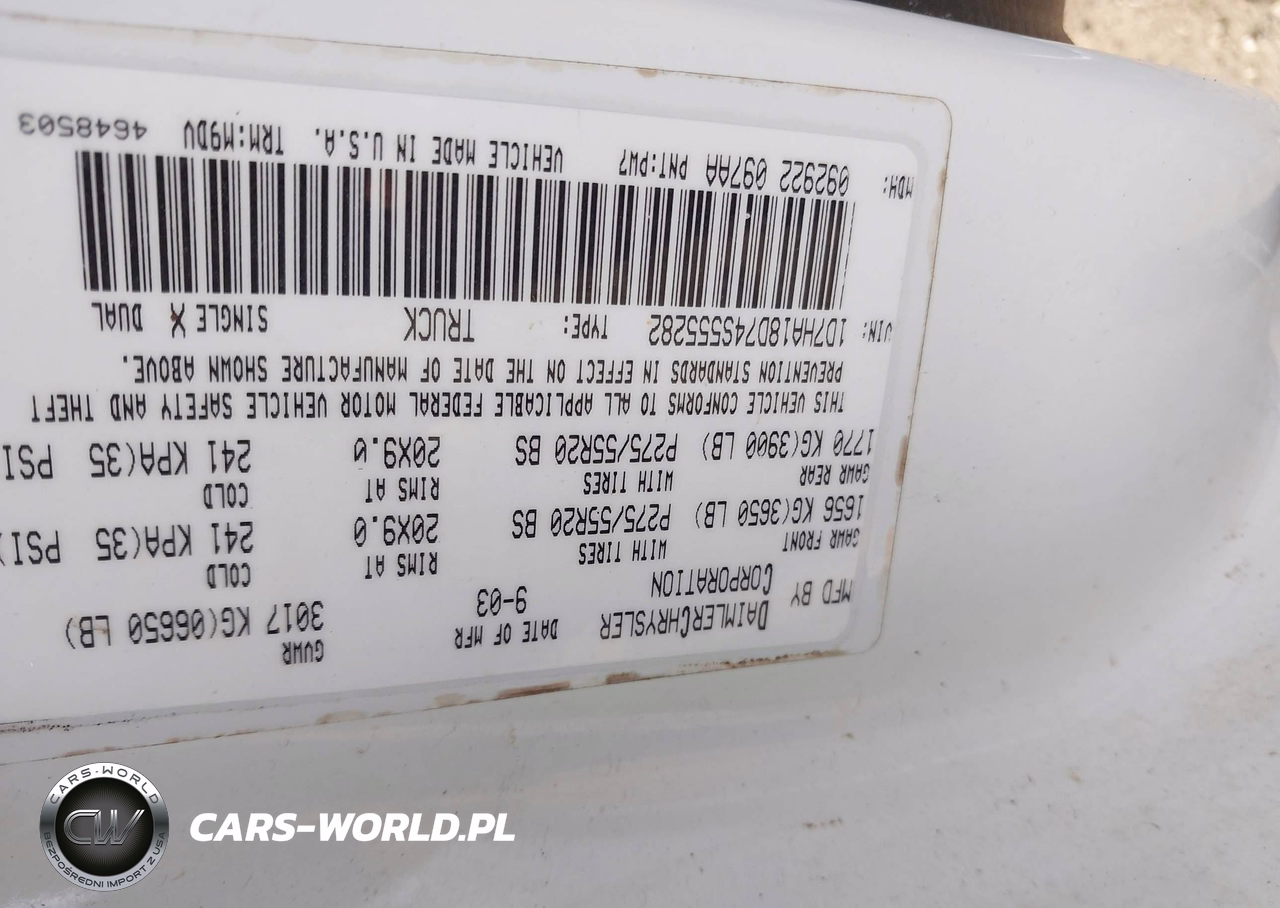 MFD BY DAIMLERCHRYSLER CORPORATION DATE OF MFR 9-03 GVWR 3017 KG(06650 LB)
GAWR FRONT WITH TIRES RIMS AT COLD
1656 KG(3650 LB) P275/55R20 BS 20X9.0 241 KPA(35 PSI)
GAWR REAR WITH TIRES RIMS AT COLD
1770 KG(3900 LB) P275/55R20 BS 20X9.0 241 KPA(35 PSI
THIS VEHICLE CONFORMS TO ALL APPLICABLE FEDERAL MOTOR VEHICLE SAFETY AND THEFT
PREVENTION STANDARDS IN EFFECT ON THE DATE OF MANUFACTURE SHOWN ABOVE.
VIN: 1D7HA18D74S555282 TYPE: TRUCK SINGLE X DUAL
MDH: 092922 097AA PNT:PW7 VEHICLE MADE IN U.S.A. TRM:M9DV 4648503
CARS-WORLD
CW
BEZPOŚREDNI IMPORT Z USA
CARS-WORLD.PL